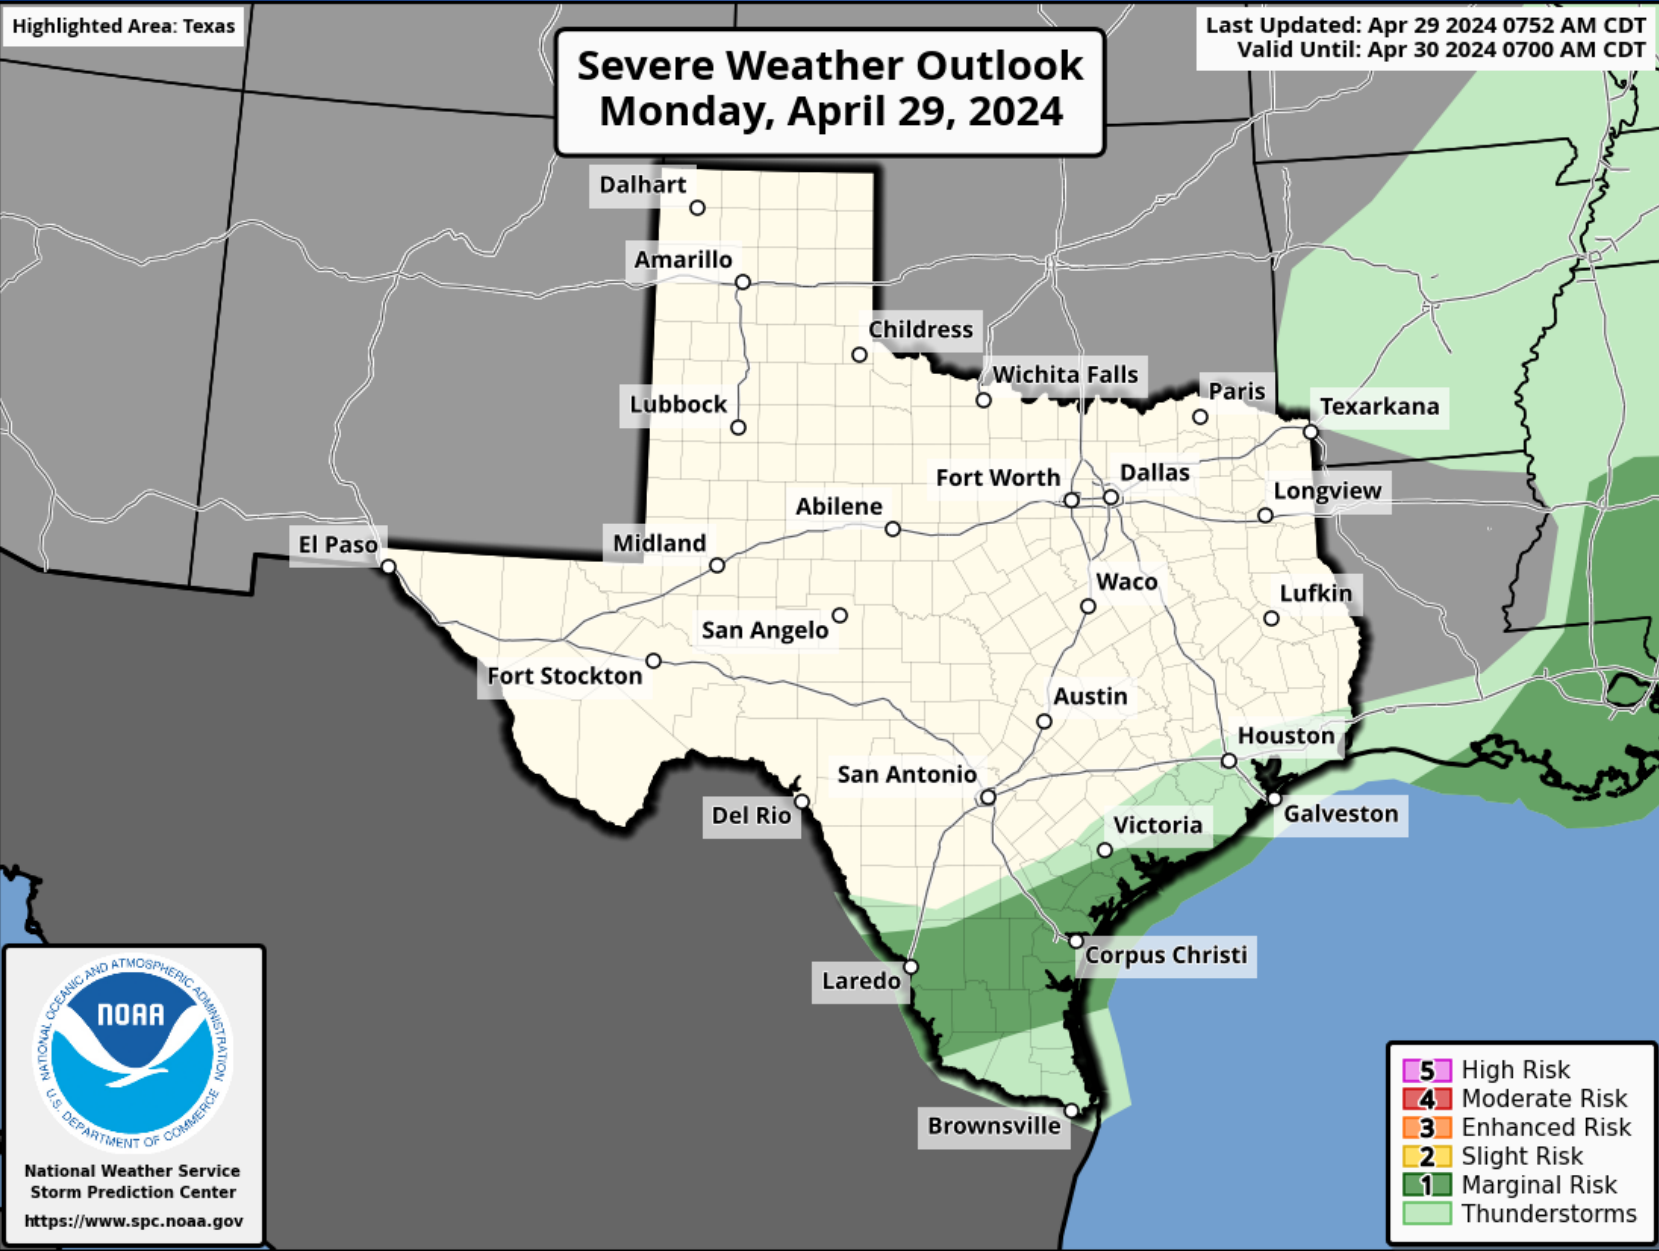 Highlighted Area: Texas
Severe Weather Outlook
Monday, April 29, 2024
Last Updated: Apr 29 2024 0752 AM CDT
Valid Until: Apr 30 2024 0700 AM CDT
Dalhart
Amarillo
Childress
Wichita Falls
Paris
Texarkana
Lubbock
Fort Worth
Dallas
Longview
Abilene
El Paso
Midland
Waco
Lufkin
San Angelo
Fort Stockton
Austin
Houston
San Antonio
Del Rio
Galveston
Victoria
Corpus Christi
Laredo
Brownsville
NATIONAL OCEANIC AND ATMOSPHERIC ADMINISTRATION
NOAA
U.S. DEPARTMENT OF COMMERCE
National Weather Service
Storm Prediction Center
https://www.spc.noaa.gov
5 High Risk
4 Moderate Risk
3 Enhanced Risk
2 Slight Risk
1 Marginal Risk
Thunderstorms